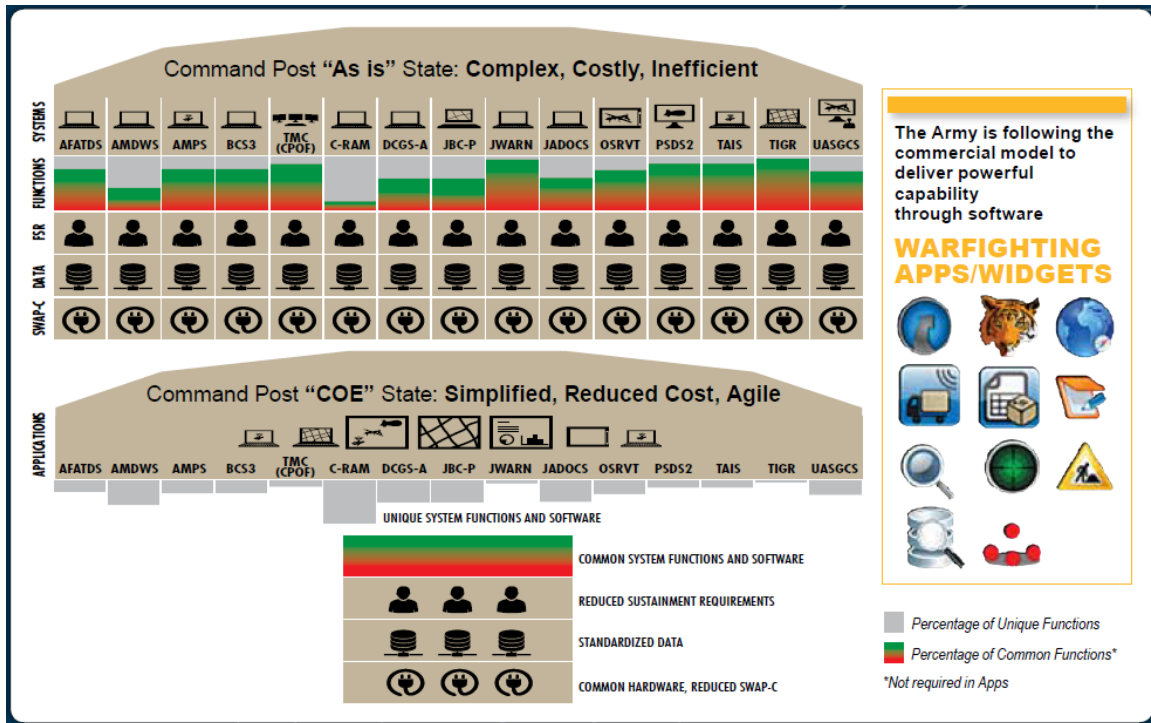 Command Post “As is” State: Complex, Costly, Inefficient
SYSTEMS
AFATDS AMDWS AMPS BCS3 TMC (CPOF) C-RAM DCGS-A JBC-P JWARN JADOCS OSRVT PSDS2 TAIS TIGR UASGCS
FUNCTIONS
FSR
DATA
SWAP-C
Command Post “COE” State: Simplified, Reduced Cost, Agile
APPLICATIONS
AFATDS AMDWS AMPS BCS3 TMC (CPOF) C-RAM DCGS-A JBC-P JWARN JADOCS OSRVT PSDS2 TAIS TIGR UASGCS
UNIQUE SYSTEM FUNCTIONS AND SOFTWARE
COMMON SYSTEM FUNCTIONS AND SOFTWARE
REDUCED SUSTAINMENT REQUIREMENTS
STANDARDIZED DATA
COMMON HARDWARE, REDUCED SWAP-C
The Army is following the
commercial model to
deliver powerful
capability
through software
WARFIGHTING
APPS/WIDGETS
Percentage of Unique Functions
Percentage of Common Functions*
*Not required in Apps